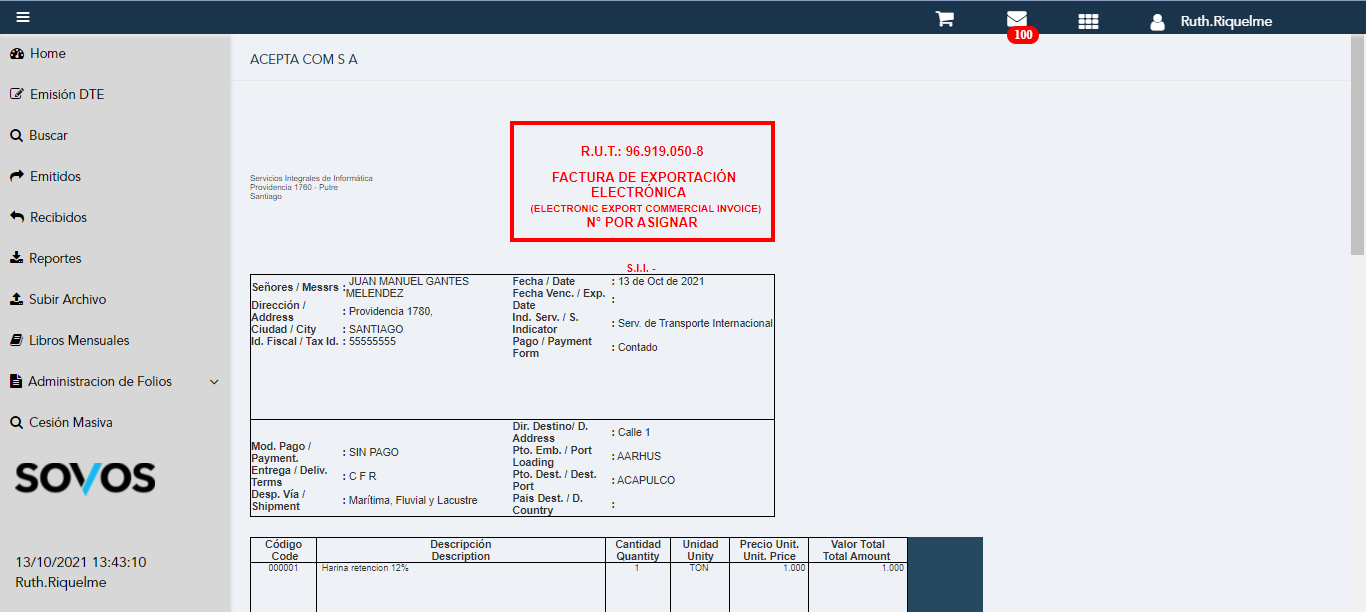 100
Ruth.Riquelme
Home
Emisión DTE
Buscar
Emitidos
Recibidos
Reportes
Subir Archivo
Libros Mensuales
Administracion de Folios
Cesión Masiva
SOVOS
13/10/2021 13:43:10
Ruth.Riquelme
ACEPTA COM S A
Servicios Integrales de Informática
Providencia 1760 - Putre
Santiago
R.U.T.: 96.919.050-8
FACTURA DE EXPORTACIÓN
ELECTRÓNICA
(ELECTRONIC EXPORT COMMERCIAL INVOICE)
N° POR ASIGNAR
S.I.I. -
Señores / Messrs : JUAN MANUEL GANTES
MELENDEZ
Dirección /
Address : Providencia 1780,
Ciudad / City : SANTIAGO
Id. Fiscal / Tax Id. : 55555555
Fecha / Date : 13 de Oct de 2021
Fecha Venc. / Exp.
Date :
Ind. Serv. / S.
Indicator : Serv. de Transporte Internacional
Pago / Payment
Form : Contado
Mod. Pago /
Payment. : SIN PAGO
Entrega / Deliv.
Terms : C F R
Desp. Vía /
Shipment : Marítima, Fluvial y Lacustre
Dir. Destino/ D.
Address : Calle 1
Pto. Emb. / Port
Loading : AARHUS
Pto. Dest. / Dest.
Port : ACAPULCO
Pais Dest. / D.
Country :
Código Descripción Cantidad Unidad Precio Unit. Valor Total
Code Description Quantity Unity Unit. Price Total Amount
000001 Harina retencion 12% 1 TON 1.000 1.000